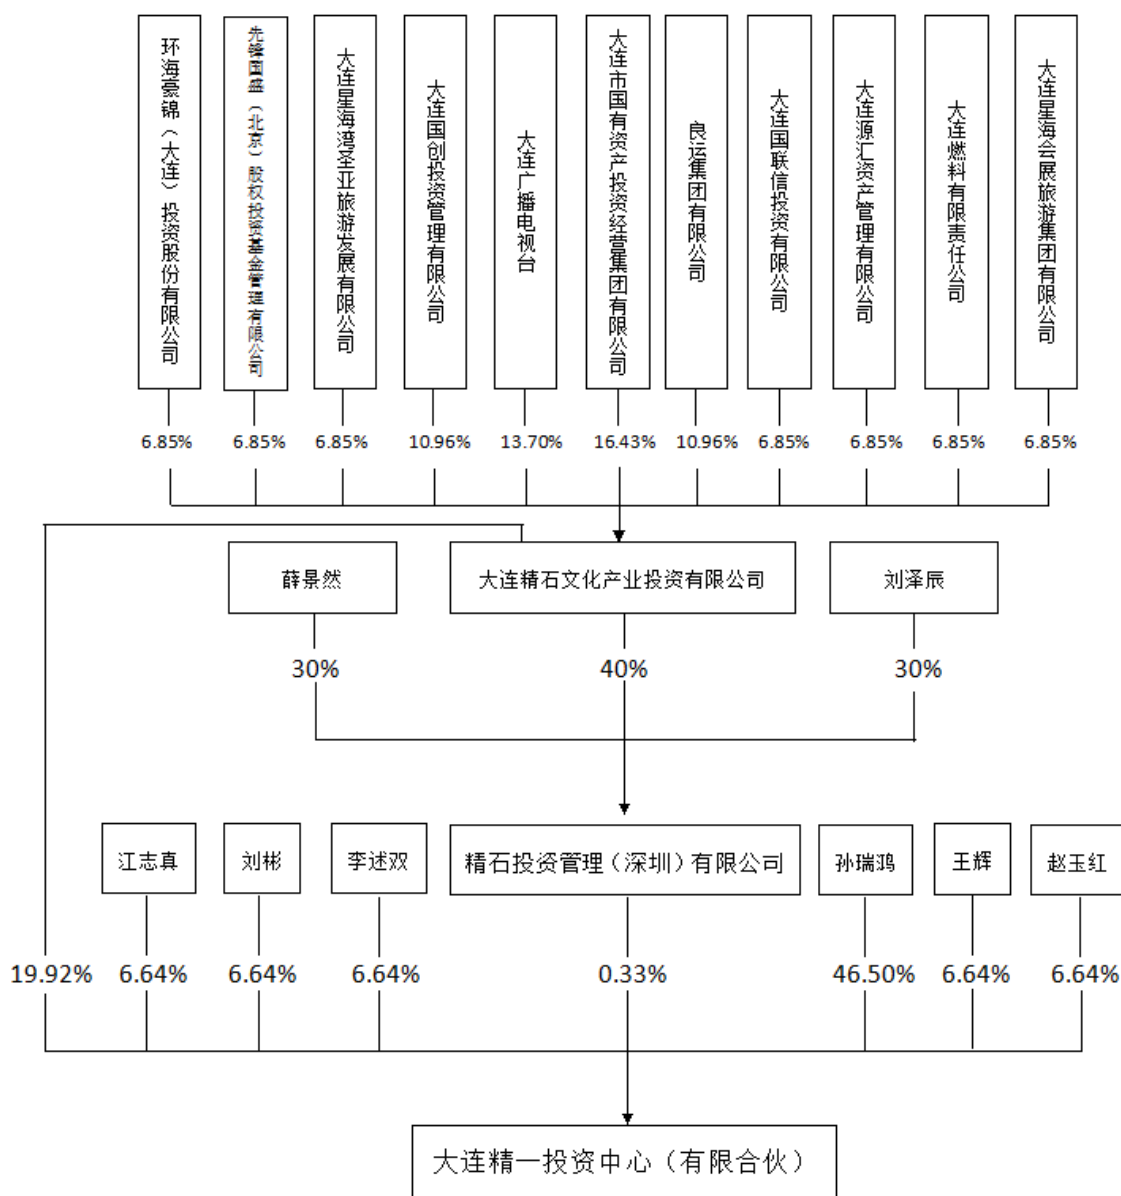 环海豪锦（大连）投资股份有限公司
先锋国盛（北京）股权投资基金管理有限公司
大连星海湾圣亚旅游发展有限公司
大连国创投资管理有限公司
大连广播电视台
大连市国有资产投资经营集团有限公司
良运集团有限公司
大连国联信投资有限公司
大连源汇资产管理有限公司
大连燃料有限责任公司
大连星海会展旅游集团有限公司
6.85%
6.85%
6.85%
10.96%
13.70%
16.43%
10.96%
6.85%
6.85%
6.85%
6.85%
薛景然
大连精石文化产业投资有限公司
刘泽辰
30%
40%
30%
江志真
刘彬
李述双
精石投资管理（深圳）有限公司
孙瑞鸿
王辉
赵玉红
19.92%
6.64%
6.64%
6.64%
0.33%
46.50%
6.64%
6.64%
大连精一投资中心（有限合伙）